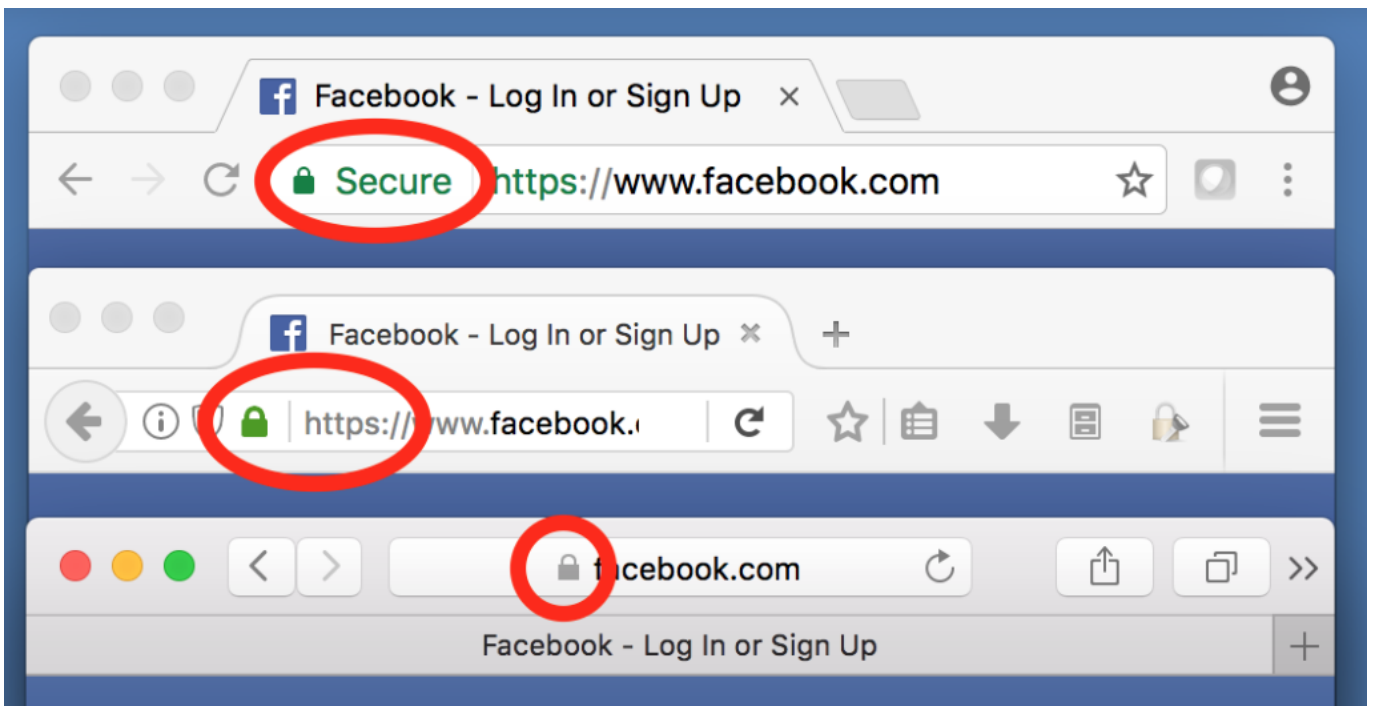 Facebook - Log In or Sign Up
Secure https://www.facebook.com
Facebook - Log In or Sign Up
https://www.facebook.
facebook.com
Facebook - Log In or Sign Up